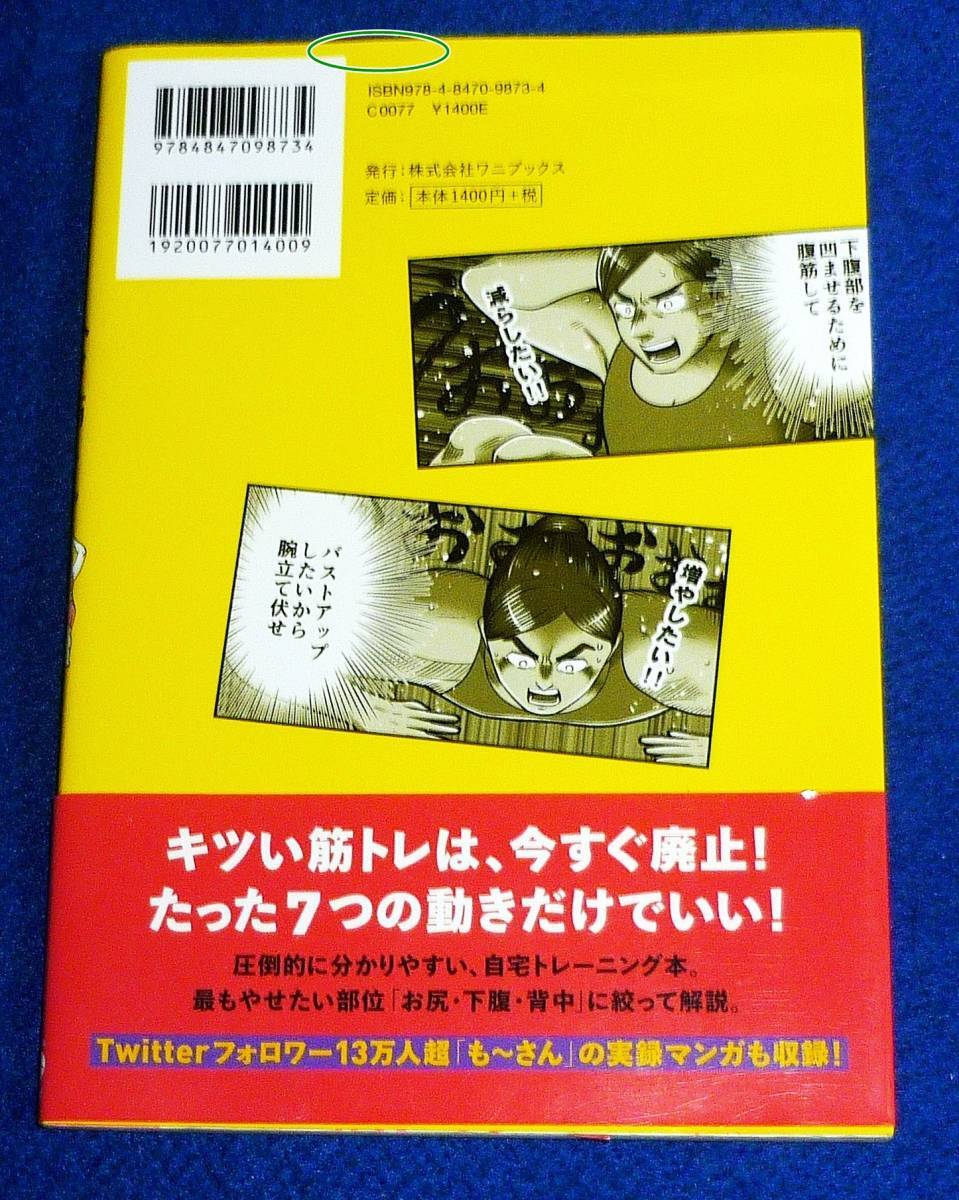 ISBN978-4-8470-9873-4
C0077 ¥1400E
9784847098734
発行：株式会社ワニブックス
定価：本体1400円＋税
1920077014009
下腹部を
凹ませるために
腹筋して
減らしたい!!
バストアップ
したいから
腕立て伏せ
増やしたい!!
おおおお
キツい筋トレは、今すぐ廃止！
たった7つの動きだけでいい！
圧倒的に分かりやすい、自宅トレーニング本。
最もやせたい部位「お尻・下腹・背中」に絞って解説。
Twitterフォロワー13万人超「も〜さん」の実録マンガも収録！